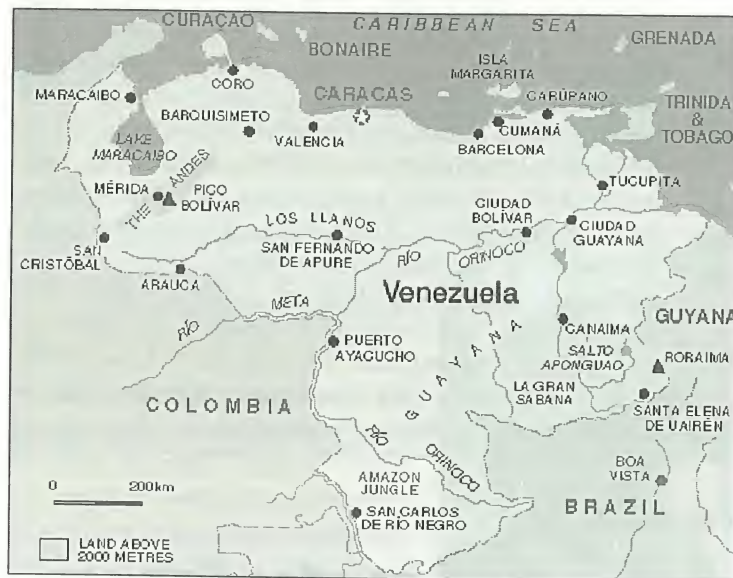 CARIBBEAN SEA
CURAÇAO
BONAIRE
GRENADA
ISLA
MARGARITA
CORO
MARACAIBO
CARACAS
CARÚPANO
TRINIDA
&
TOBAGO
BARQUISIMETO
VALENCIA
CUMANÁ
BARCELONA
LAKE
MARACAIBO
THE ANDES
MÉRIDA
PICO
BOLÍVAR
TUCUPITA
LOS LLANOS
CIUDAD
BOLÍVAR
CIUDAD
GUAYANA
SAN
CRISTÓBAL
SAN FERNANDO
DE APURE
RÍO ORINOCO
ARAUCA
Venezuela
RÍO META
CANAIMA
GUYANA
PUERTO
AYACUCHO
SALTO
APONGUAO
RORAIMA
GUAYANA
LA GRAN
SABANA
COLOMBIA
SANTA ELENA
DE UAIRÉN
RÍO ORINOCO
BOA
VISTA
AMAZON
JUNGLE
0 200km
BRAZIL
SAN CARLOS
DE RÍO NEGRO
LAND ABOVE
2000 METRES